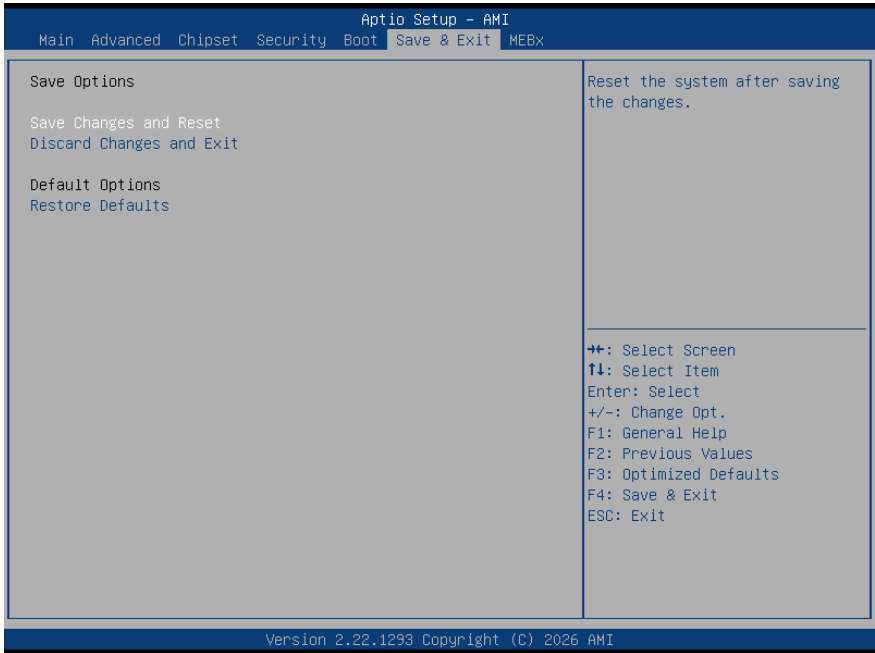 Aptio Setup - AMI
Main Advanced Chipset Security Boot Save & Exit MEBx
Save Options
Save Changes and Reset
Discard Changes and Exit
Default Options
Restore Defaults
Reset the system after saving
the changes.
→←: Select Screen
↑↓: Select Item
Enter: Select
+/-: Change Opt.
F1: General Help
F2: Previous Values
F3: Optimized Defaults
F4: Save & Exit
ESC: Exit
Version 2.22.1293 Copyright (C) 2026 AMI